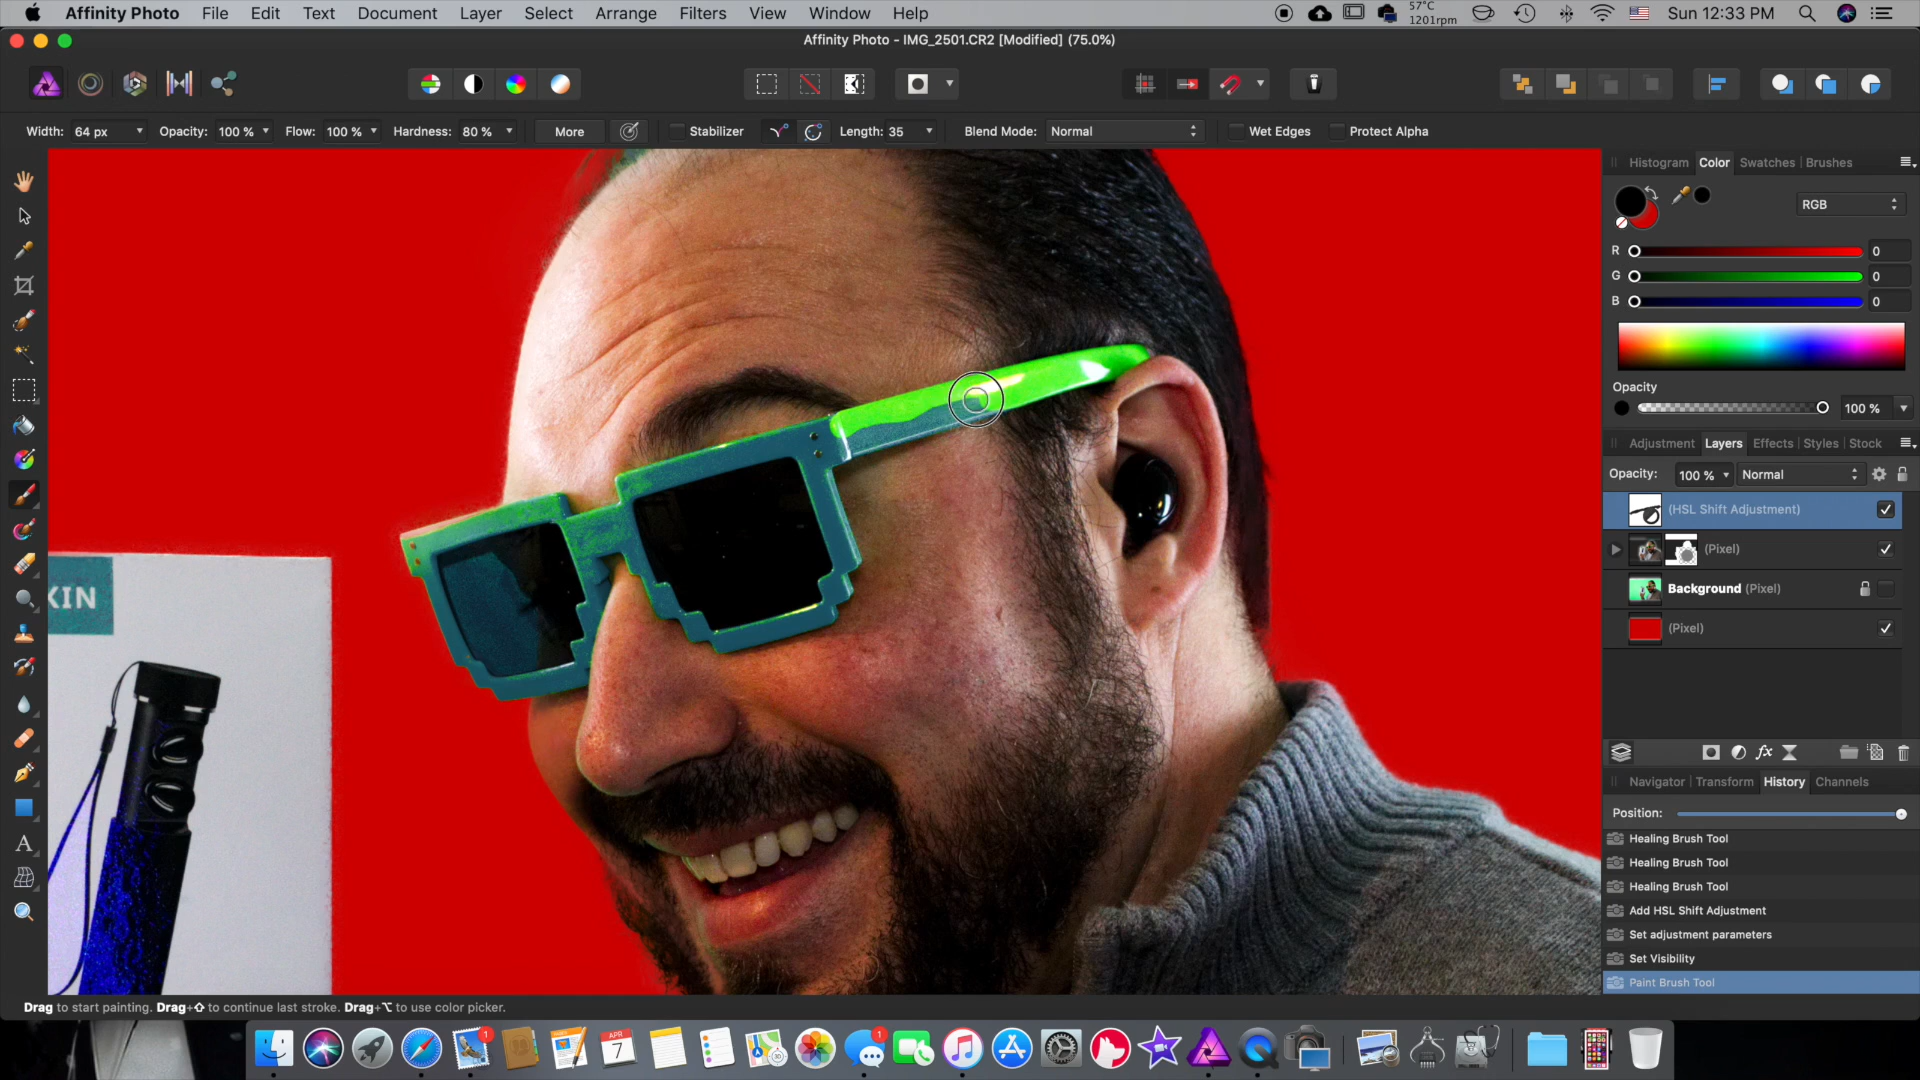 Affinity Photo File Edit Text Document Layer Select Arrange Filters View Window Help 57°C 1201rpm Sun 12:33 PM
Affinity Photo - IMG_2501.CR2 [Modified] (75.0%)
Width: 64 px Opacity: 100 % Flow: 100 % Hardness: 80 % More Stabilizer Length: 35 Blend Mode: Normal Wet Edges Protect Alpha
Histogram Color Swatches Brushes
RGB
R 0
G 0
B 0
Opacity
100 %
Adjustment Layers Effects Styles Stock
Opacity: 100 % Normal
(HSL Shift Adjustment)
(Pixel)
Background (Pixel)
(Pixel)
KIN
Navigator Transform History Channels
Position:
Healing Brush Tool
Healing Brush Tool
Healing Brush Tool
Add HSL Shift Adjustment
Set adjustment parameters
Set Visibility
Paint Brush Tool
Drag to start painting. Drag+⇧ to continue last stroke. Drag+⌥ to use color picker.
1
APR
7
1